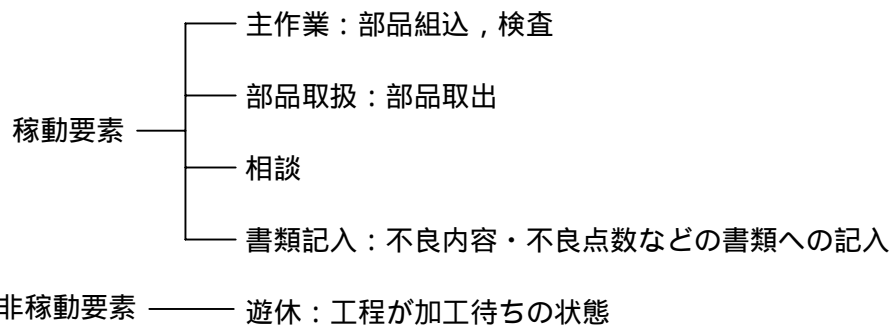 主作業：部品組込，検査
部品取扱：部品取出
稼動要素
相談
書類記入：不良内容・不良点数などの書類への記入
非稼動要素 遊休：工程が加工待ちの状態